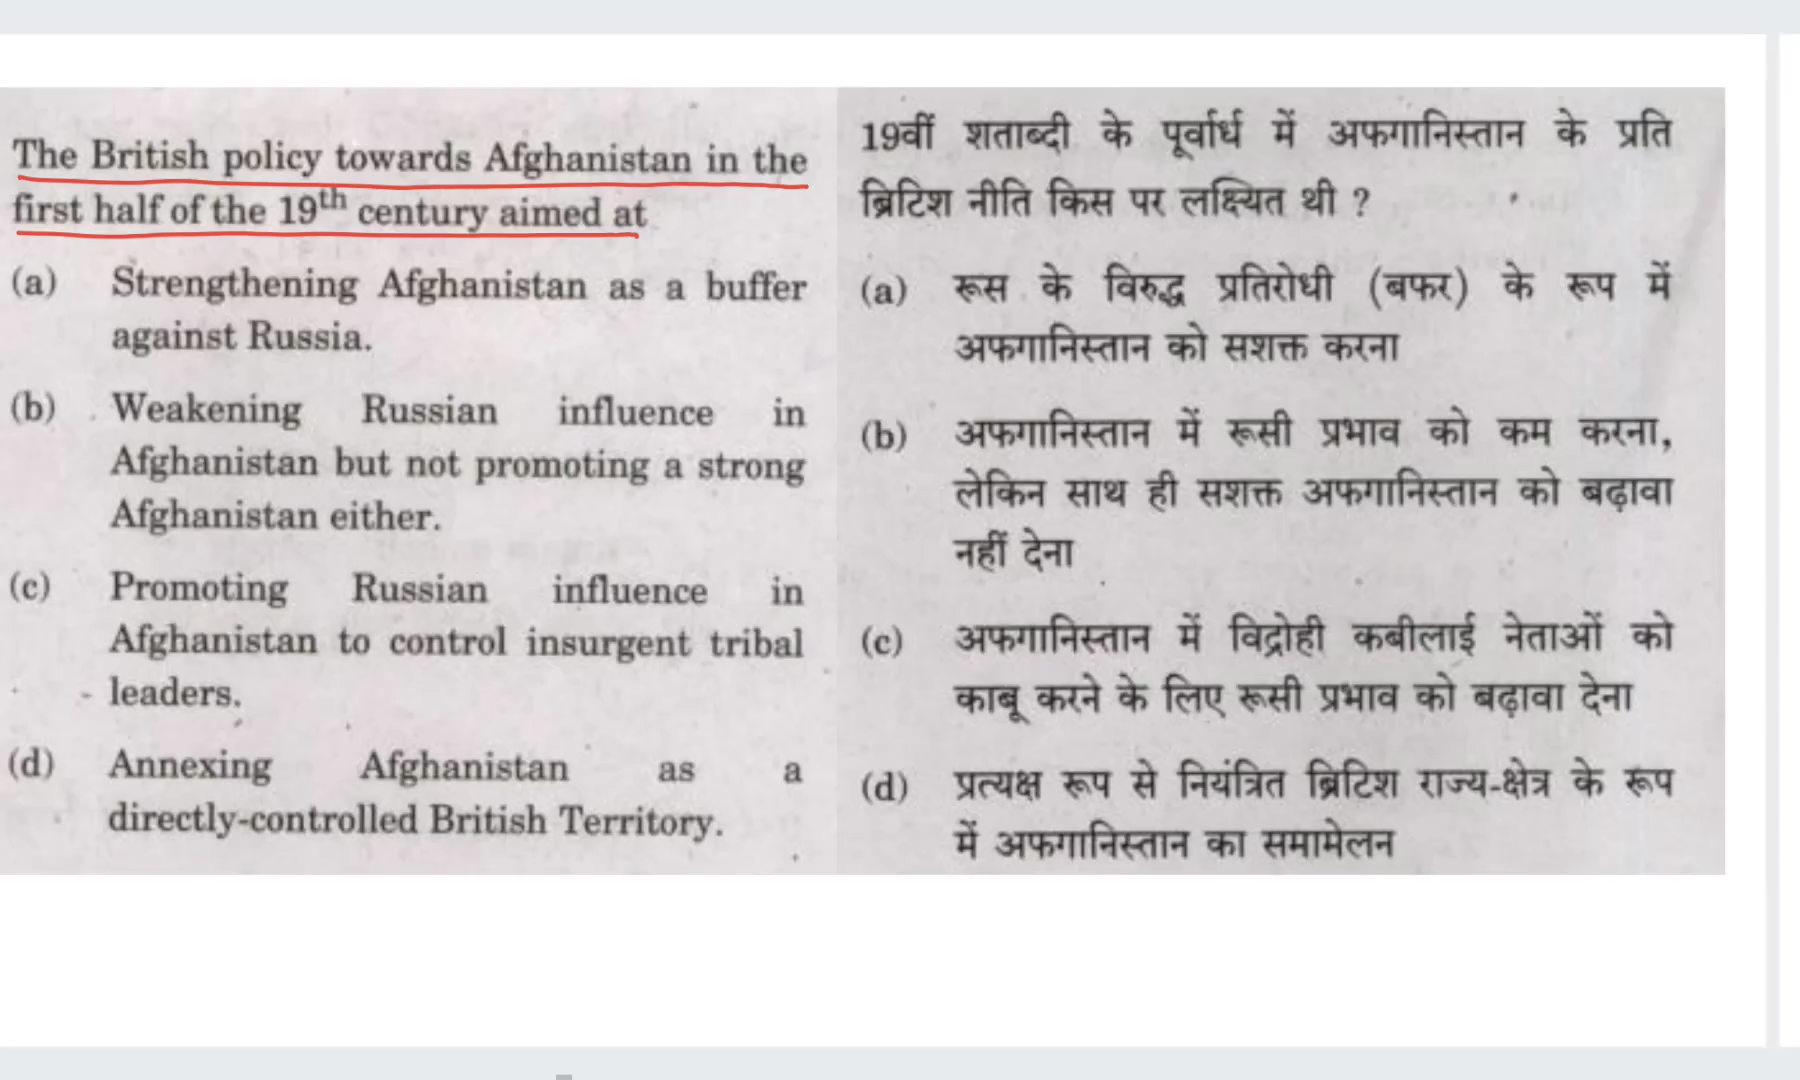 The British policy towards Afghanistan in the
first half of the 19th century aimed at
(a) Strengthening Afghanistan as a buffer
against Russia.
(b) Weakening Russian influence in
Afghanistan but not promoting a strong
Afghanistan either.
(c) Promoting Russian influence in
Afghanistan to control insurgent tribal
leaders.
(d) Annexing Afghanistan as a
directly-controlled British Territory.
19वीं शताब्दी के पूर्वार्ध में अफगानिस्तान के प्रति
ब्रिटिश नीति किस पर लक्ष्यित थी ?
(a) रूस के विरुद्ध प्रतिरोधी (बफर) के रूप में
अफगानिस्तान को सशक्त करना
(b) अफगानिस्तान में रूसी प्रभाव को कम करना,
लेकिन साथ ही सशक्त अफगानिस्तान को बढ़ावा
नहीं देना
(c) अफगानिस्तान में विद्रोही कबीलाई नेताओं को
काबू करने के लिए रूसी प्रभाव को बढ़ावा देना
(d) प्रत्यक्ष रूप से नियंत्रित ब्रिटिश राज्य-क्षेत्र के रूप
में अफगानिस्तान का समामेलन